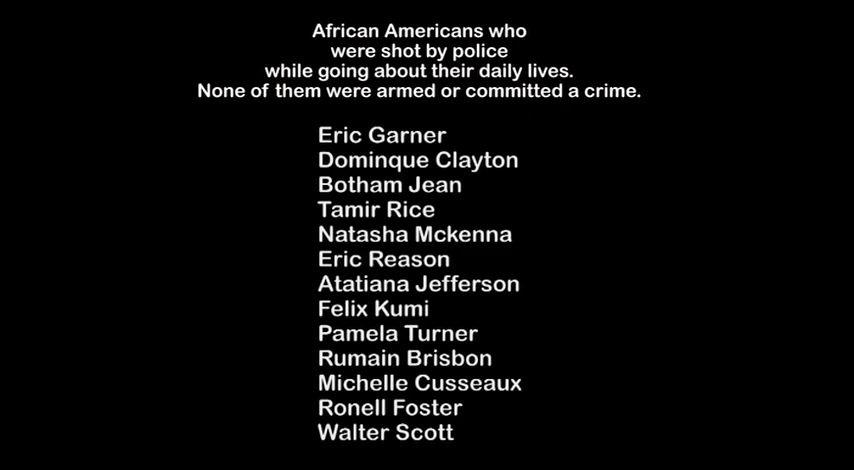 African Americans who
were shot by police
while going about their daily lives.
None of them were armed or committed a crime.
Eric Garner
Dominque Clayton
Botham Jean
Tamir Rice
Natasha Mckenna
Eric Reason
Atatiana Jefferson
Felix Kumi
Pamela Turner
Rumain Brisbon
Michelle Cusseaux
Ronell Foster
Walter Scott